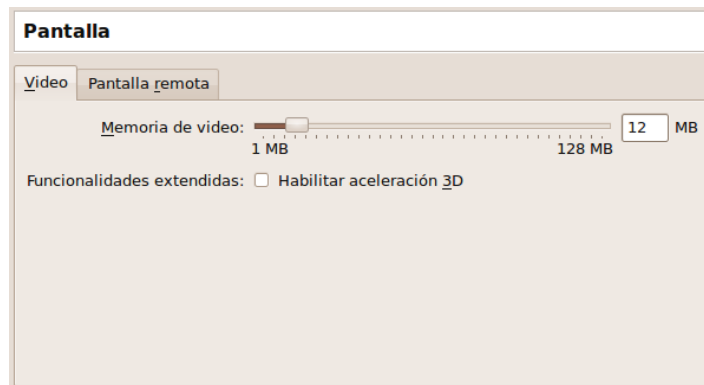 Pantalla
Video Pantalla remota
Memoria de video: 12 MB
1 MB 128 MB
Funcionalidades extendidas: Habilitar aceleración 3D